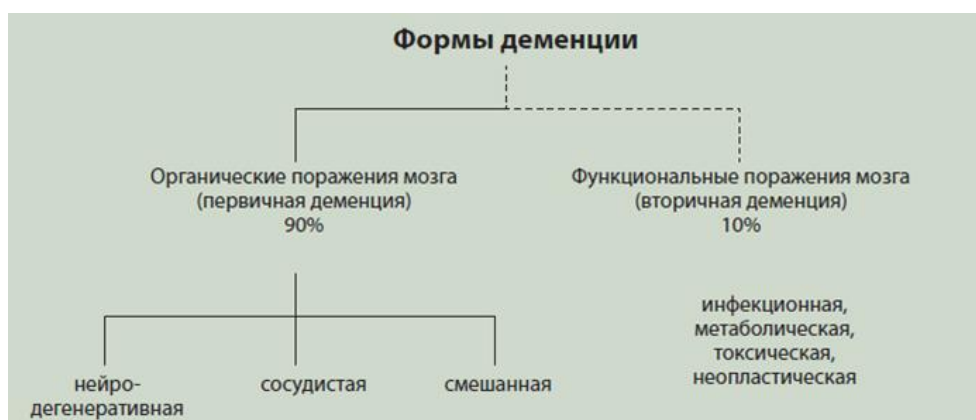 Формы деменции
Органические поражения мозга
(первичная деменция)
90%
Функциональные поражения мозга
(вторичная деменция)
10%
нейро-
дегенеративная
сосудистая
смешанная
инфекционная,
метаболическая,
токсическая,
неопластическая